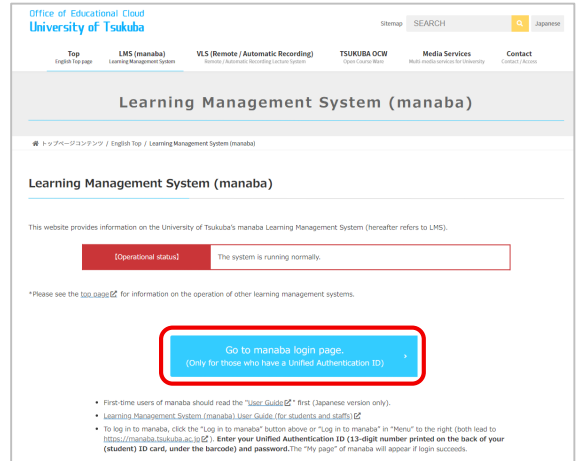 Office of Educational Cloud
University of Tsukuba
Sitemap SEARCH Japanese
Top LMS (manaba) VLS (Remote / Automatic Recording) TSUKUBA OCW Media Services Contact
English Top page Learning Management System Remote / Automatic Recording Lecture System Open Course Ware Multi media services for University Contact / Access
Learning Management System (manaba)
トップページコンテンツ / English Top / Learning Management System (manaba)
Learning Management System (manaba)
This website provides information on the University of Tsukuba's manaba Learning Management System (hereafter refers to LMS).
【Operational status】 The system is running normally.
*Please see the top page for information on the operation of other learning management systems.
Go to manaba login page.
(Only for those who have a Unified Authentication ID)
• First-time users of manaba should read the "User Guide" first (Japanese version only).
• Learning Management System (manaba) User Guide (for students and staffs)
• To log in to manaba, click the "Log in to manaba" button above or "Log in to manaba" in "Menu" to the right (both lead to
https://manaba.tsukuba.ac.jp). Enter your Unified Authentication ID (13-digit number printed on the back of your
(student) ID card, under the barcode) and password.The "My page" of manaba will appear if login succeeds.